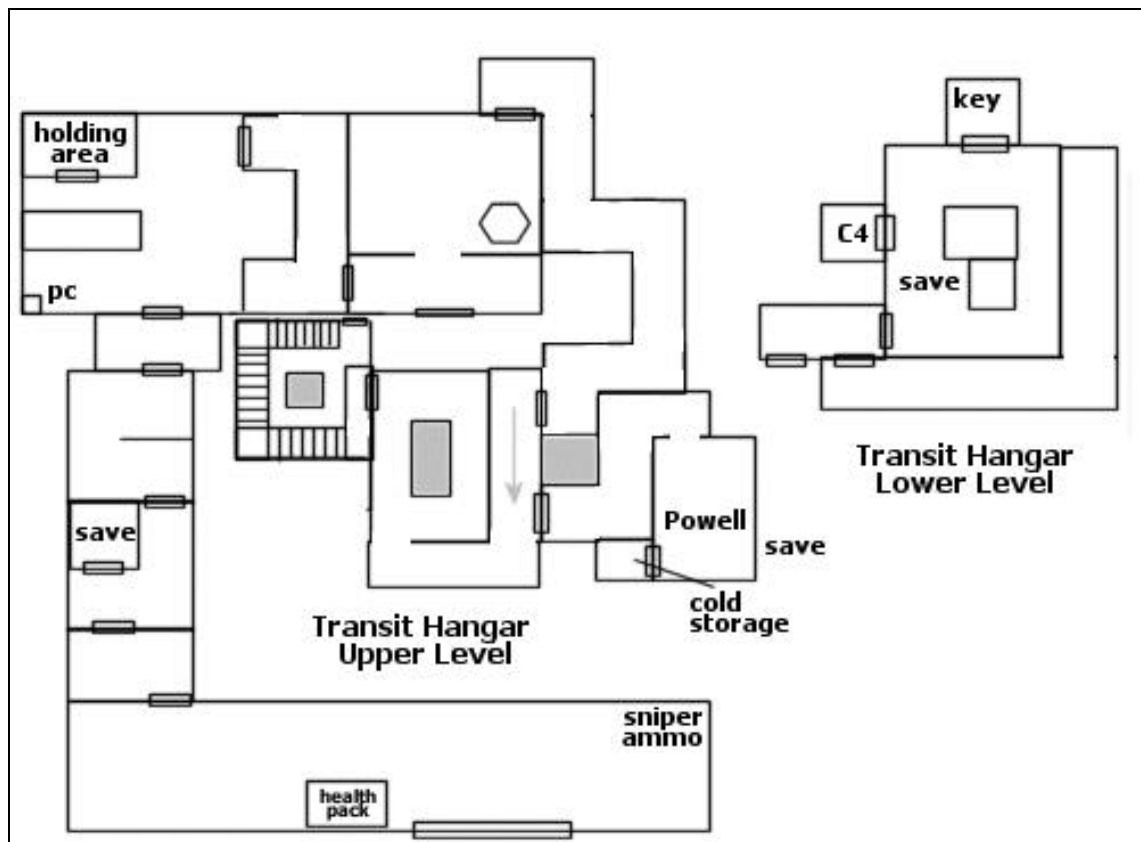 holding
area
pc
save
Powell
save
cold
storage
Transit Hangar
Upper Level
sniper
ammo
health
pack
key
C4
save
Transit Hangar
Lower Level